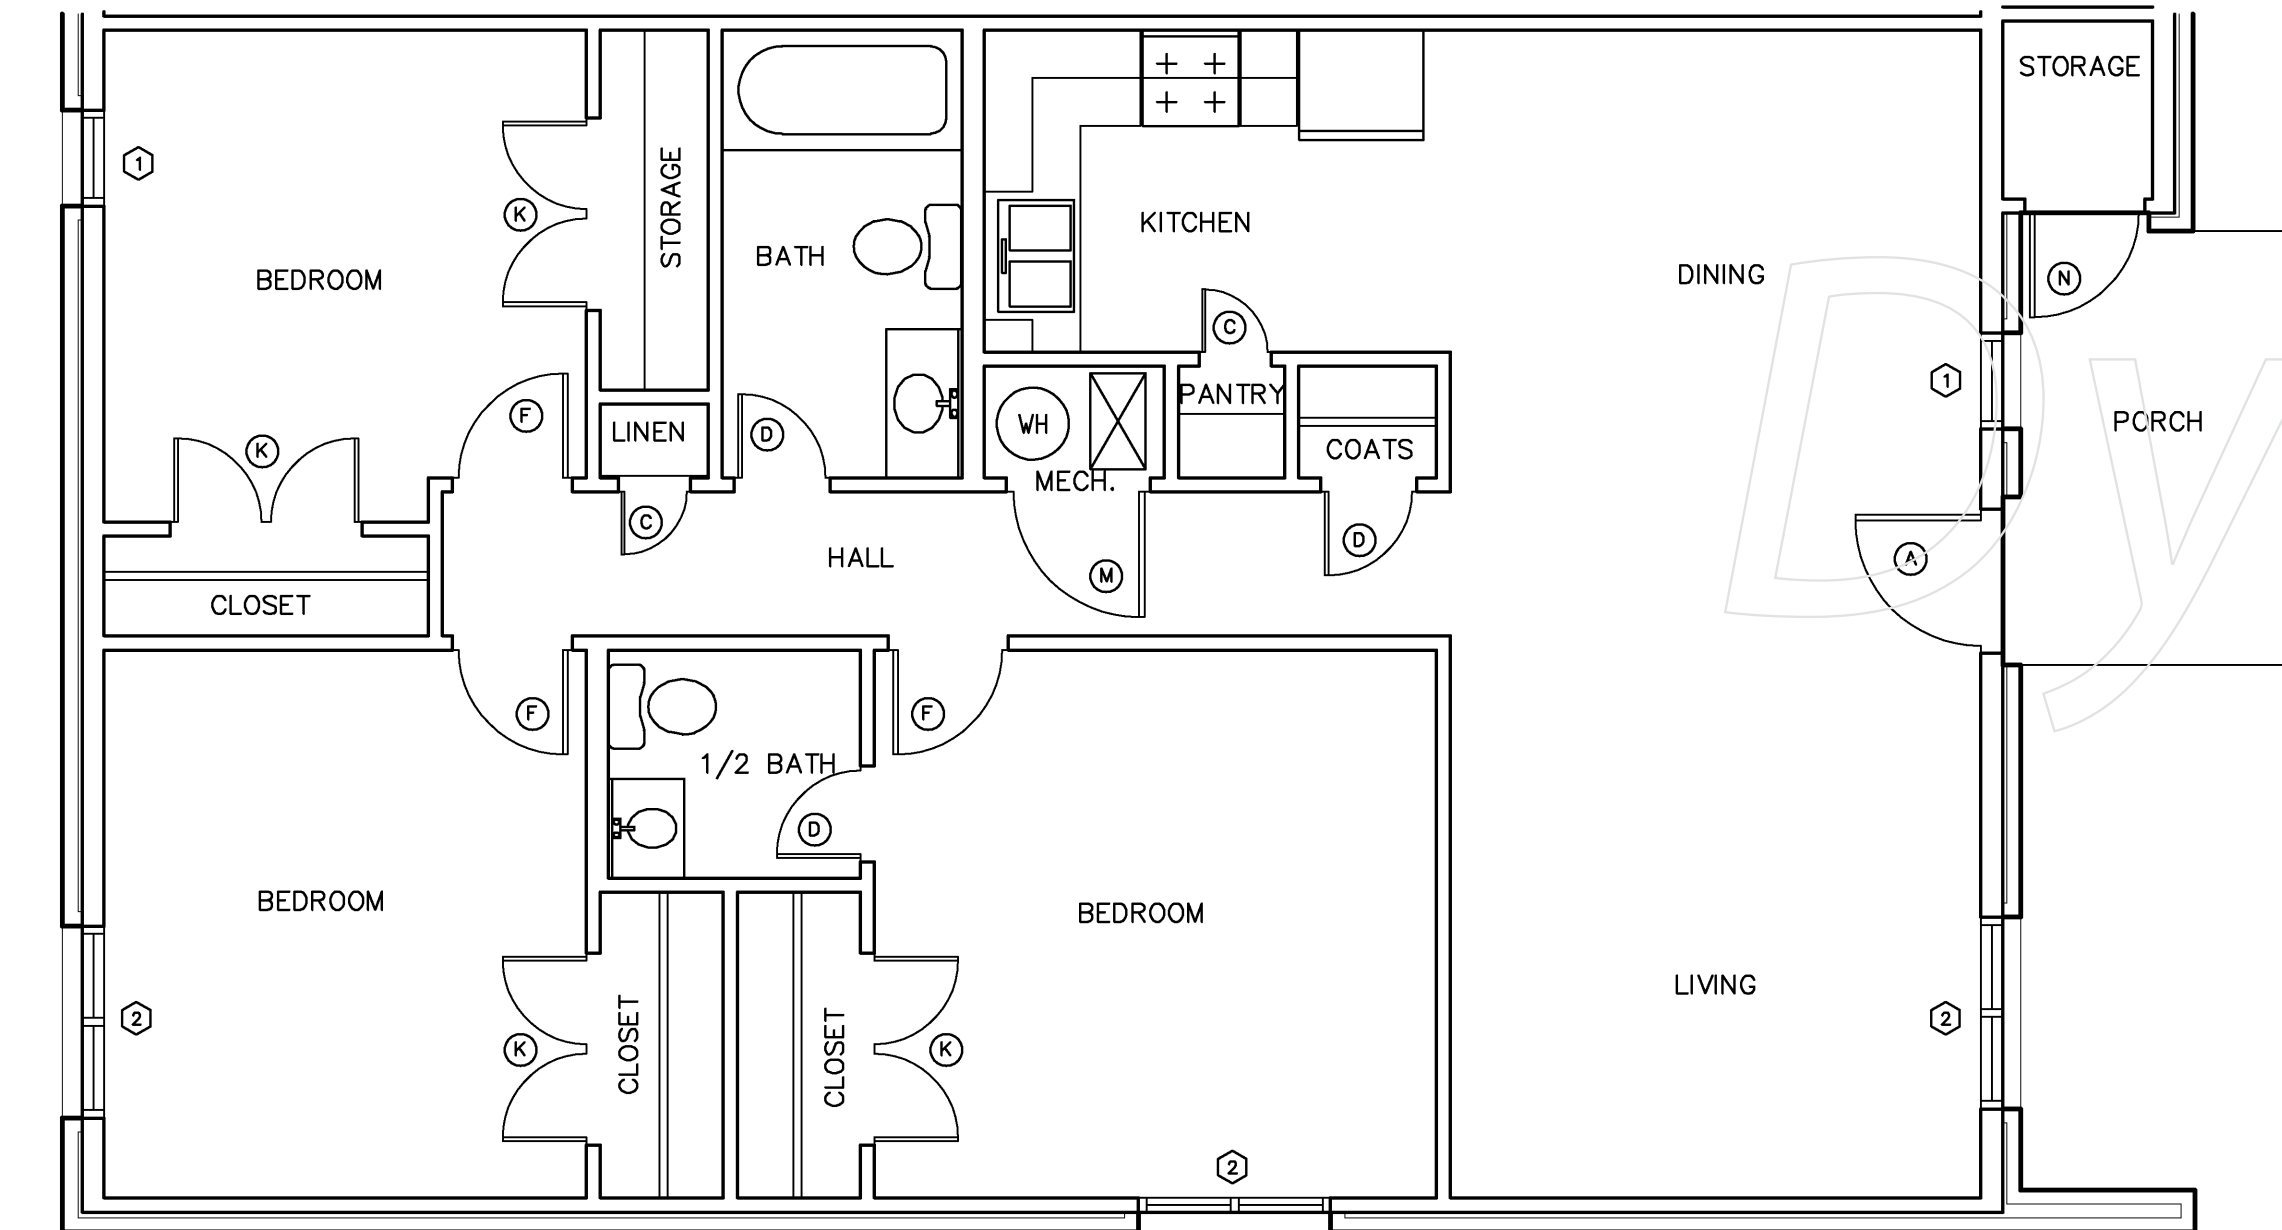 STORAGE
1
STORAGE
K
KITCHEN
BATH
BEDROOM
DINING
N
C
1
PANTRY
F
PORCH
WH
LINEN
D
K
COATS
MECH.
C
D
HALL
A
M
CLOSET
F
F
1/2 BATH
D
BEDROOM
BEDROOM
LIVING
2
CLOSET
CLOSET
2
K
K
2
Dy